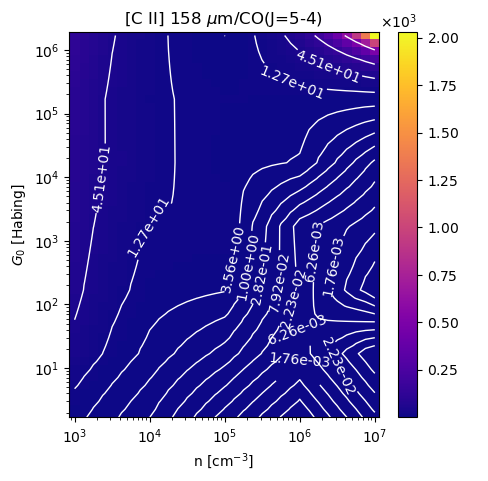 [C II] 158 μm/CO(J=5-4)
×10³
10⁶
10⁵
10⁴
10³
10²
10¹
G₀ [Habing]
4.51e+01
1.27e+01
4.51e+01
1.27e+01
3.56e+00
1.00e+00
2.82e-01
7.92e-02
2.23e-02
6.26e-03
1.76e-03
6.26e-03
1.76e-03
2.23e-02
10³
10⁴
10⁵
10⁶
10⁷
n [cm⁻³]
2.00
1.75
1.50
1.25
1.00
0.75
0.50
0.25